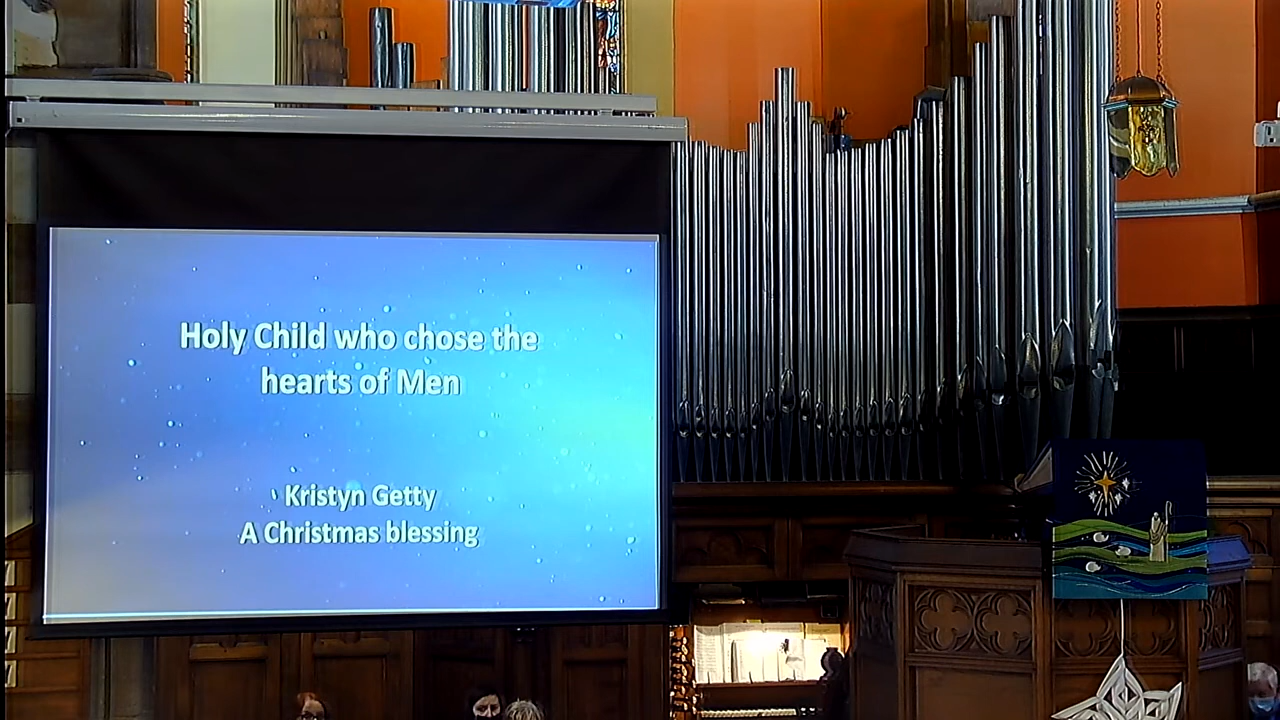 Holy Child who chose the
hearts of Men
Kristyn Getty
A Christmas blessing